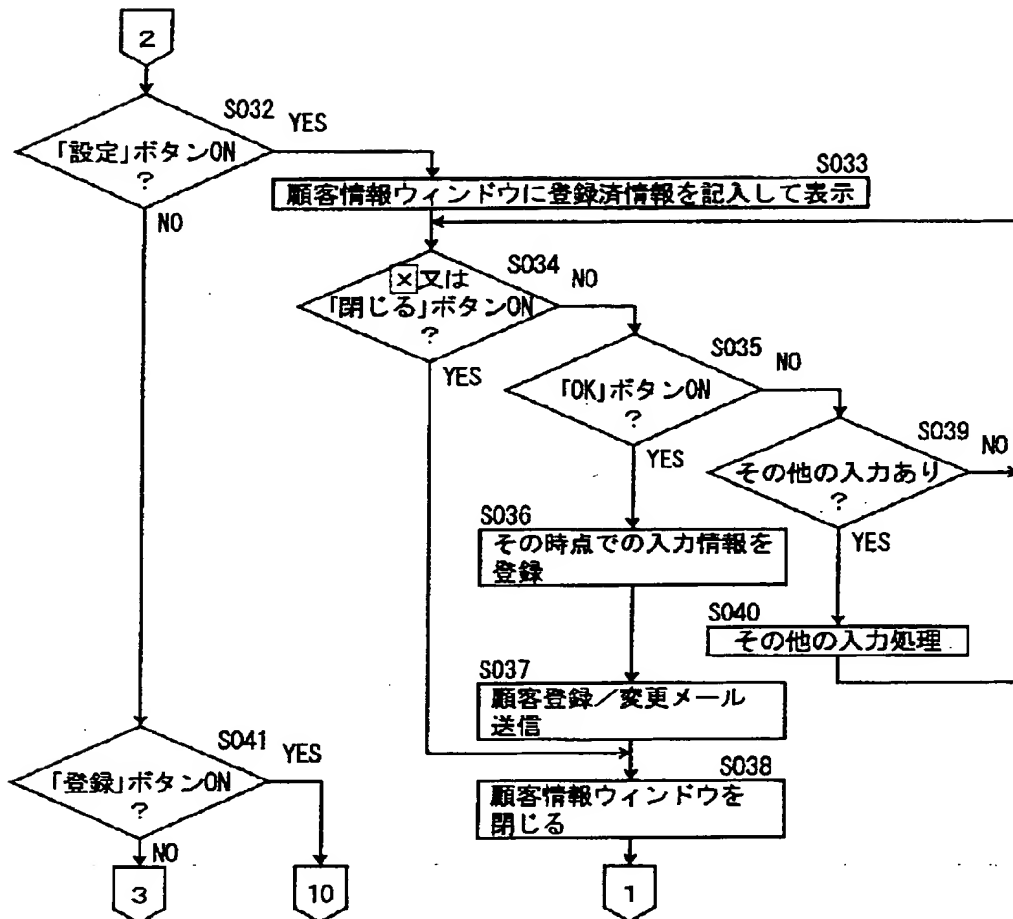 2
S032
YES
「設定」ボタンON
?
NO
S033
顧客情報ウィンドウに登録済情報を記入して表示
S034
NO
×又は
「閉じる」ボタンON
?
YES
S035
NO
「OK」ボタンON
?
YES
S039
NO
その他の入力あり
?
YES
S036
その時点での入力情報を
登録
S040
その他の入力処理
S037
顧客登録／変更メール
送信
S041
YES
「登録」ボタンON
?
NO
S038
顧客情報ウィンドウを
閉じる
3
10
1